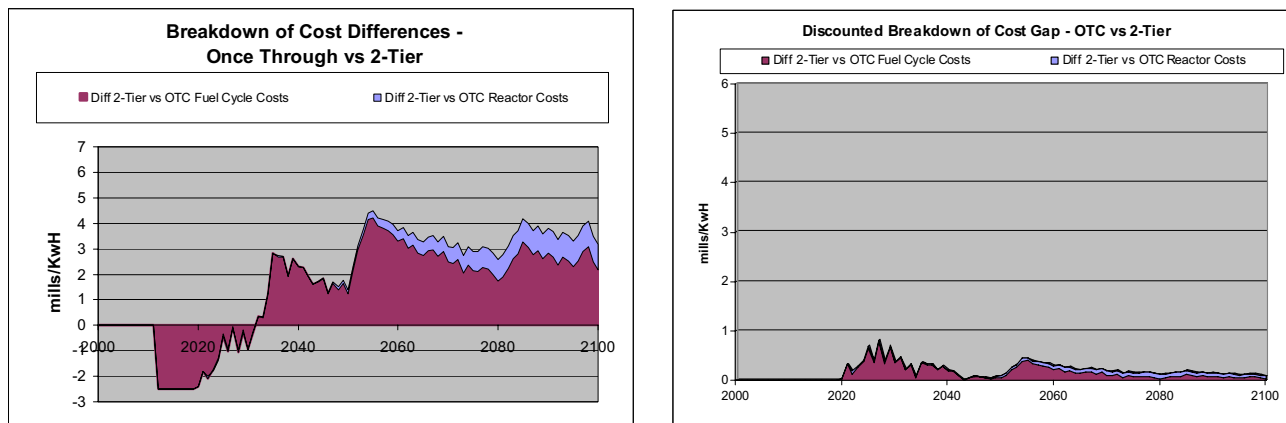 Breakdown of Cost Differences -
Once Through vs 2-Tier
Diff 2-Tier vs OTC Fuel Cycle Costs Diff 2-Tier vs OTC Reactor Costs
mills/KwH
7
6
5
4
3
2
1
0
-1
-2
-3
2000 2020 2040 2060 2080 2100
Discounted Breakdown of Cost Gap - OTC vs 2-Tier
Diff 2-Tier vs OTC Fuel Cycle Costs Diff 2-Tier vs OTC Reactor Costs
mills/KwH
6
5
4
3
2
1
0
2000 2020 2040 2060 2080 2100